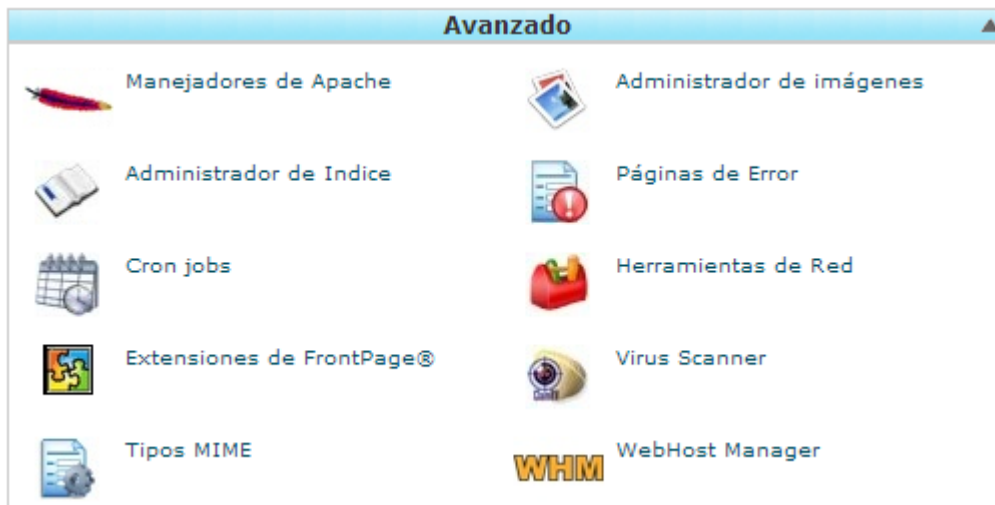 Avanzado
Manejadores de Apache
Administrador de imágenes
Administrador de Indice
Páginas de Error
Cron jobs
Herramientas de Red
Extensiones de FrontPage®
Virus Scanner
Tipos MIME
WHM
WebHost Manager